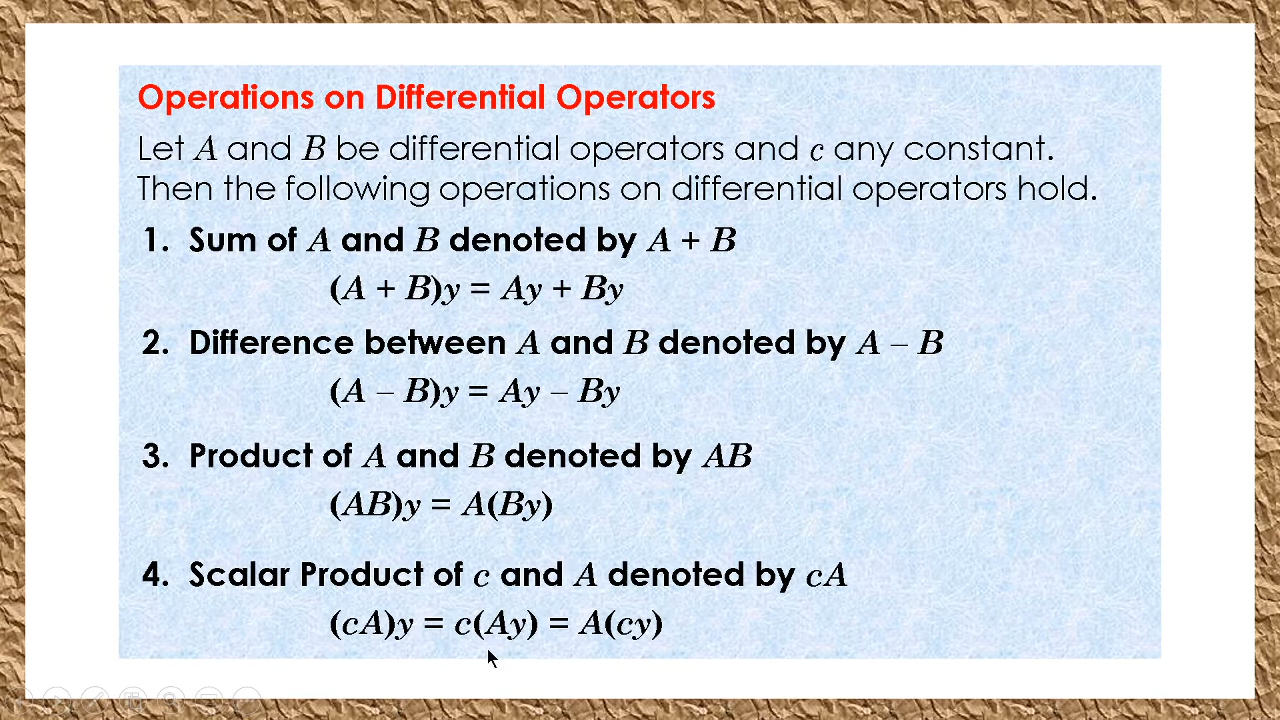 Operations on Differential Operators
Let A and B be differential operators and c any constant.
Then the following operations on differential operators hold.
1. Sum of A and B denoted by A + B
(A + B)y = Ay + By
2. Difference between A and B denoted by A – B
(A – B)y = Ay – By
3. Product of A and B denoted by AB
(AB)y = A(By)
4. Scalar Product of c and A denoted by cA
(cA)y = c(Ay) = A(cy)